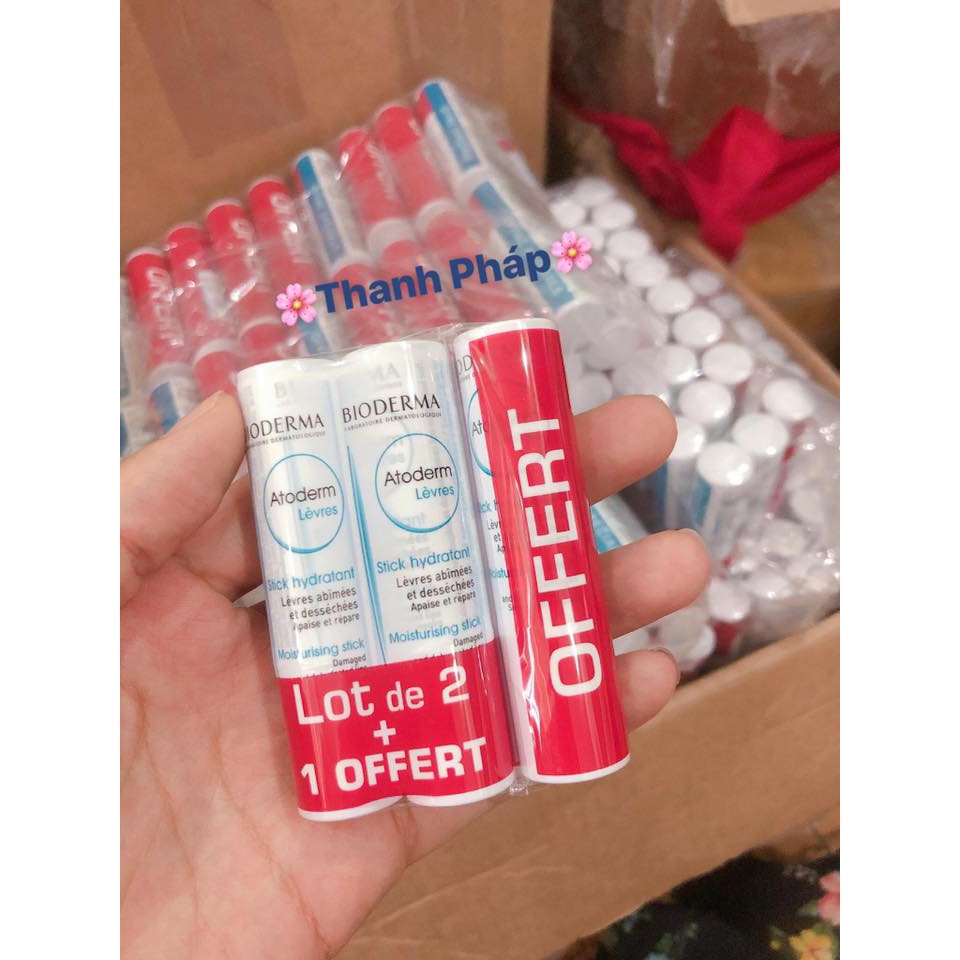 🌸Thanh Pháp🌸
BIODERMA
LABORATOIRE DERMATOLOGIQUE
Atoderm
Lèvres
Stick hydratant
Lèvres abîmées
et desséchées
Apaise et répare
Moisturising stick
Damaged
BIODERMA
LABORATOIRE DERMATOLOGIQUE
Atoderm
Lèvres
Stick hydratant
Lèvres abîmées
et desséchées
Apaise et répare
Moisturising stick
Damaged
Lot de 2
+
1 OFFERT
OFFERT